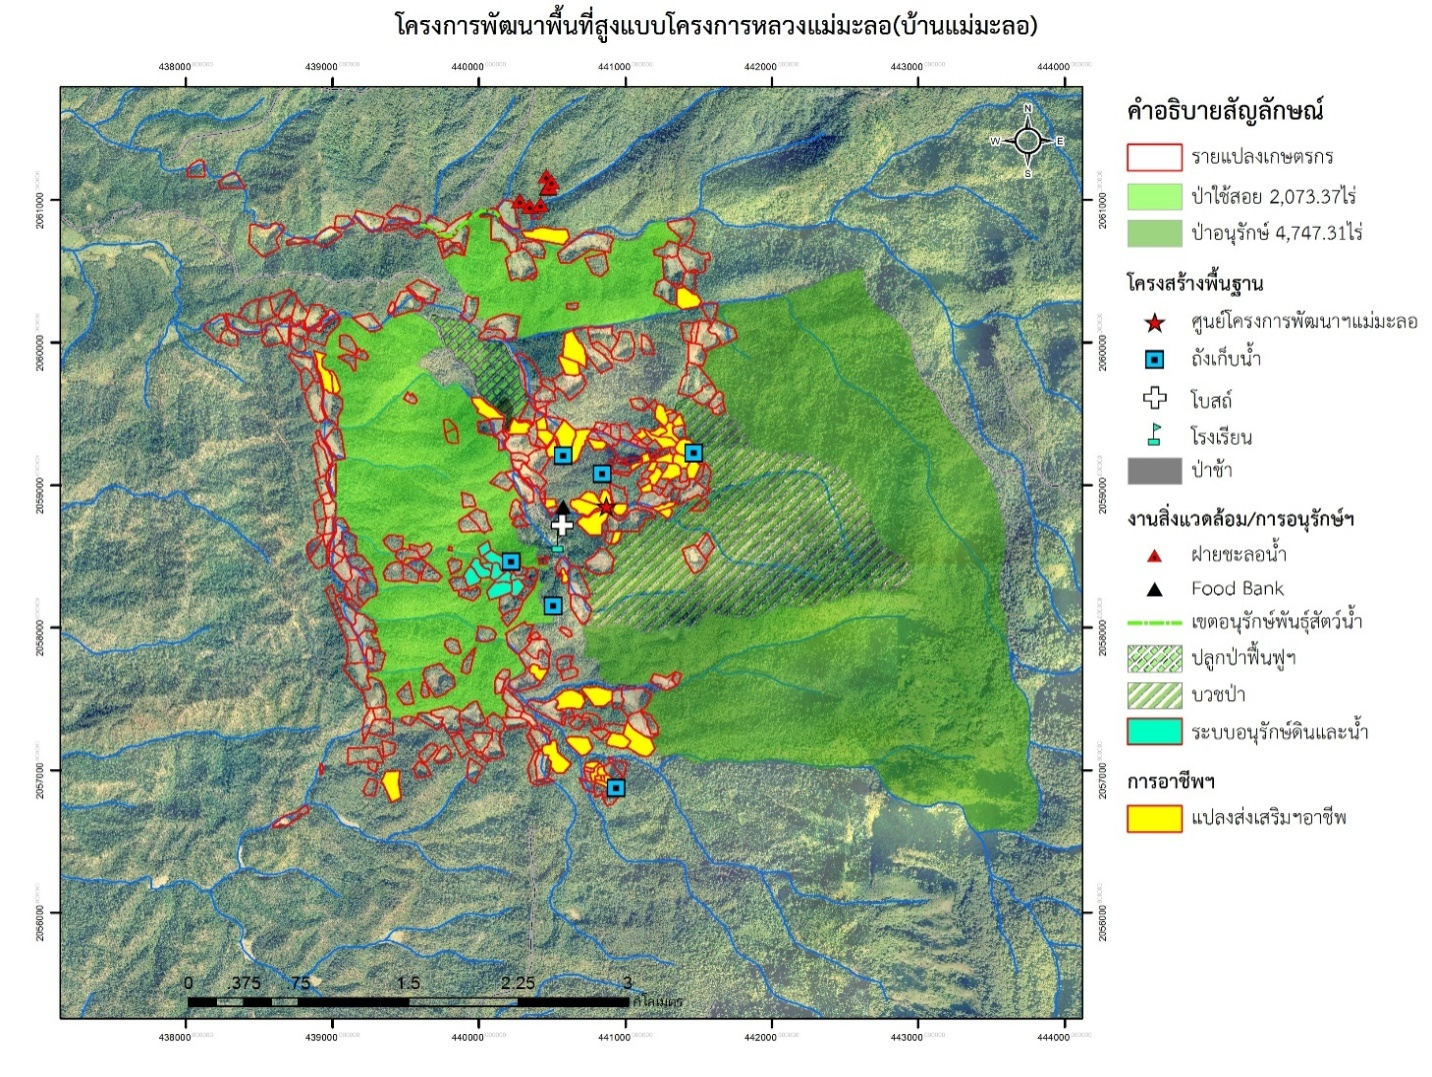 โครงการพัฒนาพื้นที่สูงแบบโครงการหลวงแม่มะลอ(บ้านแม่มะลอ)
438000 439000 440000 441000 442000 443000 444000
N
W E
S
2061000 2061000
2060000 2060000
2059000 2059000
2058000 2058000
2057000 2057000
2056000 2056000
0 .375 .75 1.5 2.25 3
กิโลเมตร
438000 439000 440000 441000 442000 443000 444000
คำอธิบายสัญลักษณ์
รายแปลงเกษตรกร
ป่าใช้สอย 2,073.37ไร่
ป่าอนุรักษ์ 4,747.31ไร่
โครงสร้างพื้นฐาน
ศูนย์โครงการพัฒนาฯแม่มะลอ
ถังเก็บน้ำ
โบสถ์
โรงเรียน
ป่าช้า
งานสิ่งแวดล้อม/การอนุรักษ์ฯ
ฝายชะลอน้ำ
Food Bank
เขตอนุรักษ์พันธุ์สัตว์น้ำ
ปลูกป่าฟื้นฟูฯ
บวชป่า
ระบบอนุรักษ์ดินและน้ำ
การอาชีพฯ
แปลงส่งเสริมฯอาชีพ